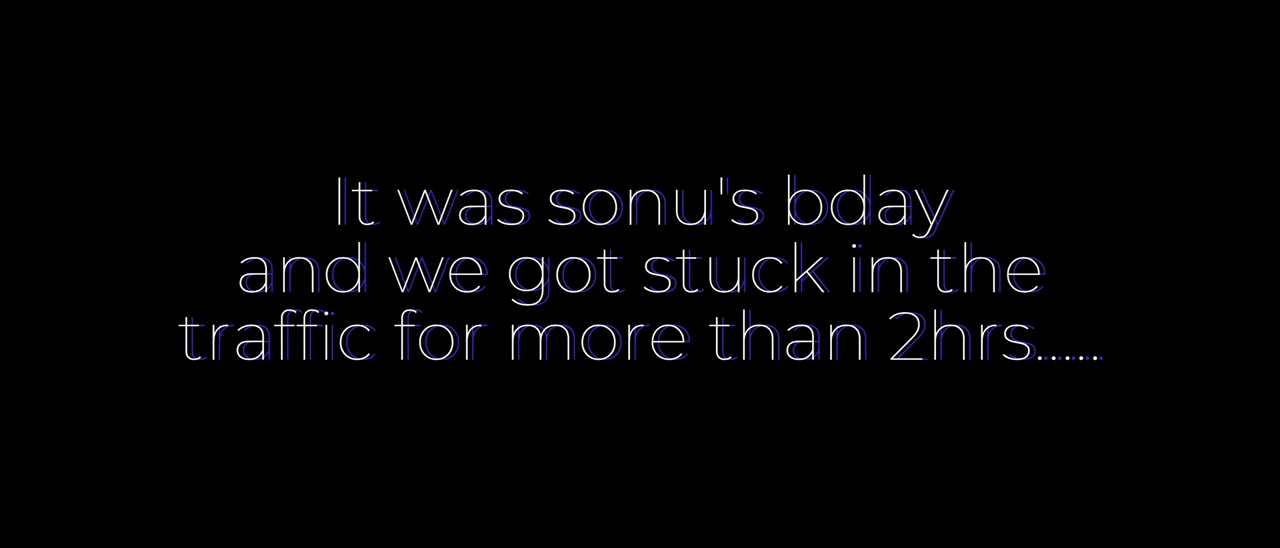 It was sonu's bday
and we got stuck in the
traffic for more than 2hrs......